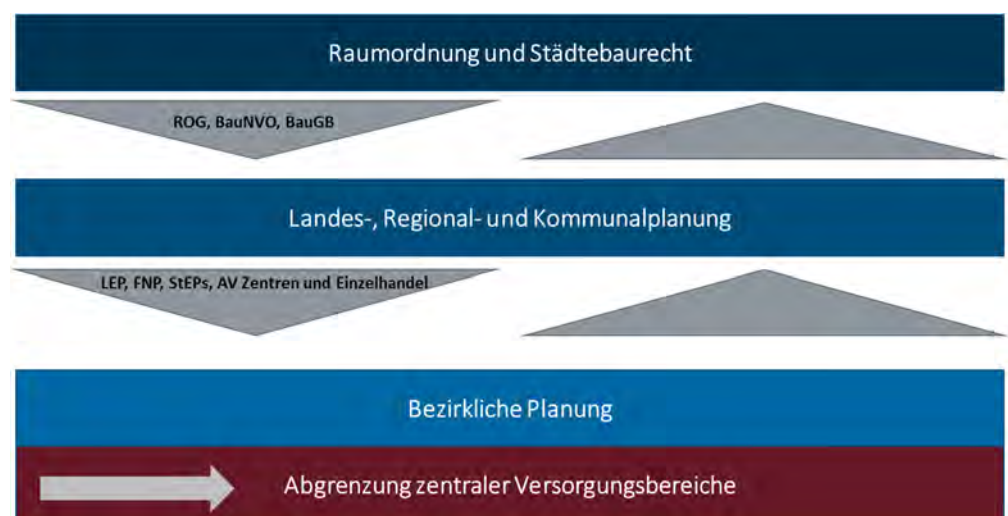 Raumordnung und Städtebaurecht
ROG, BauNVO, BauGB
Landes-, Regional- und Kommunalplanung
LEP, FNP, StEPs, AV Zentren und Einzelhandel
Bezirkliche Planung
Abgrenzung zentraler Versorgungsbereiche